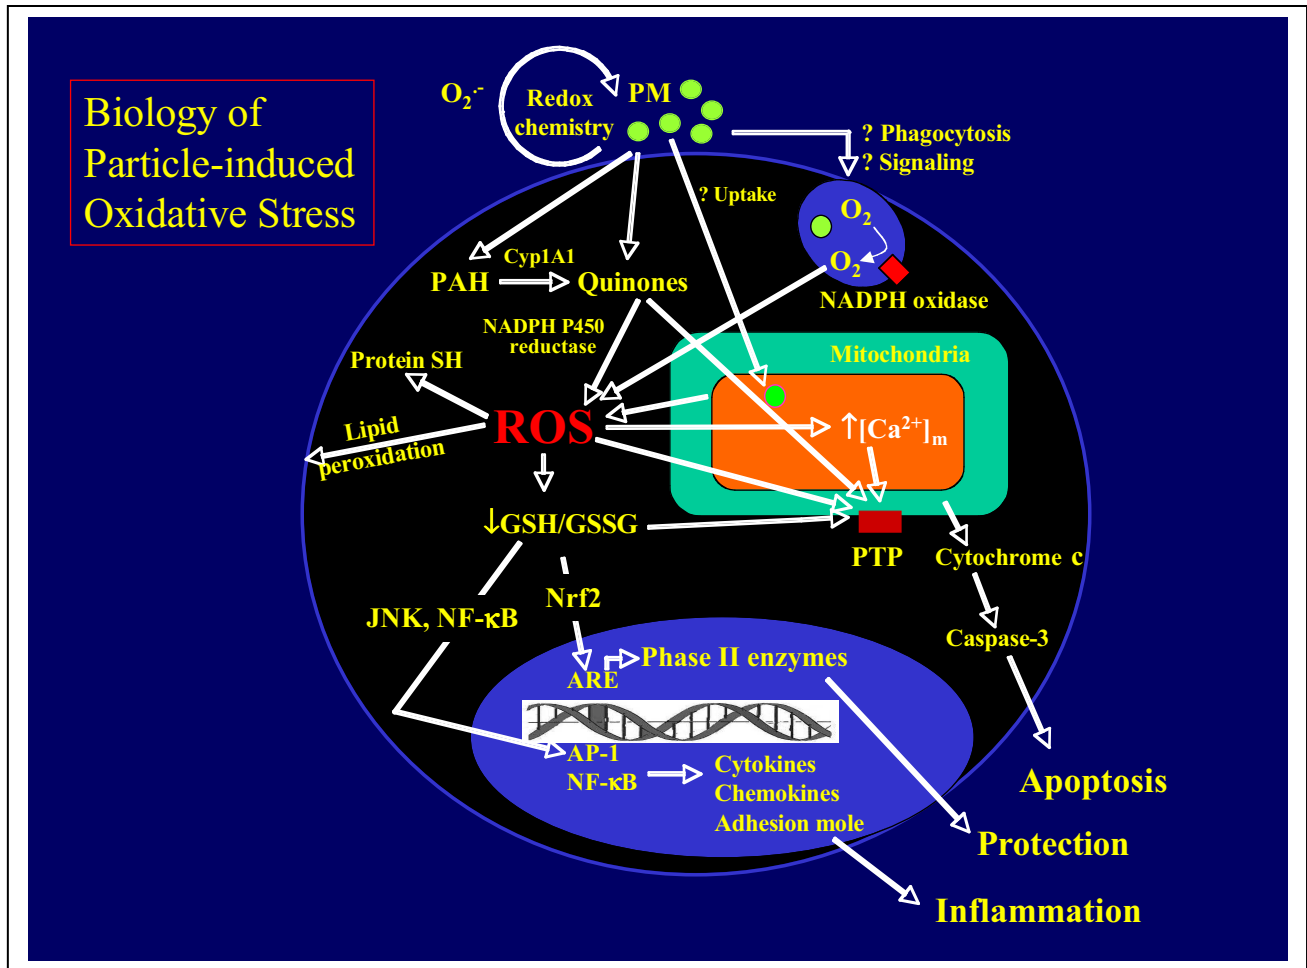 Biology of
Particle-induced
Oxidative Stress
O₂·-
Redox
chemistry
PM
? Phagocytosis
? Signaling
? Uptake
O₂
O₂
NADPH oxidase
Cyp1A1
PAH
Quinones
NADPH P450
reductase
Mitochondria
Protein SH
Lipid
peroxidation
ROS
↑[Ca²⁺]m
↓GSH/GSSG
PTP
Cytochrome c
Nrf2
JNK, NF-κB
Caspase-3
Phase II enzymes
ARE
AP-1
NF-κB
Cytokines
Chemokines
Adhesion mole
Apoptosis
Protection
Inflammation